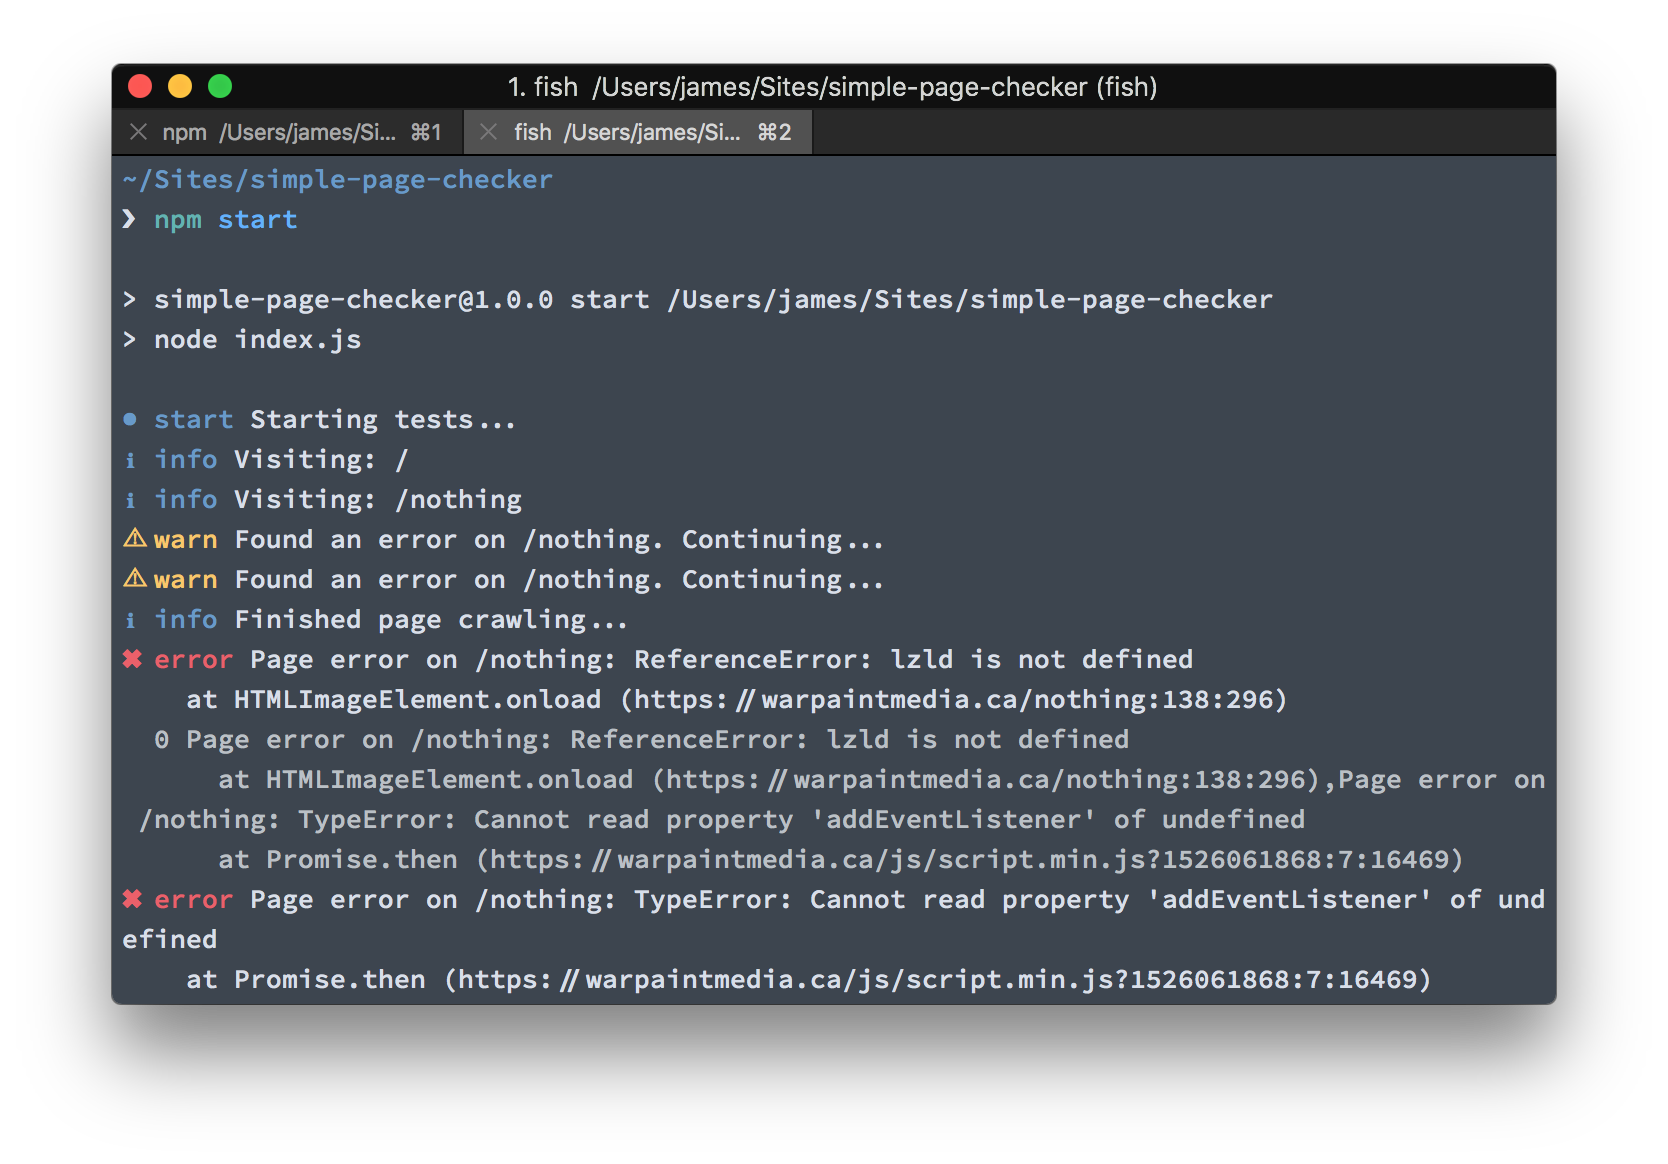 1. fish /Users/james/Sites/simple-page-checker (fish)
npm /Users/james/Si... ⌘1
fish /Users/james/Si... ⌘2
~/Sites/simple-page-checker
❯ npm start
> simple-page-checker@1.0.0 start /Users/james/Sites/simple-page-checker
> node index.js
● start Starting tests...
ℹ info Visiting: /
ℹ info Visiting: /nothing
⚠ warn Found an error on /nothing. Continuing...
⚠ warn Found an error on /nothing. Continuing...
ℹ info Finished page crawling...
✖ error Page error on /nothing: ReferenceError: lzld is not defined
at HTMLImageElement.onload (https://warpaintmedia.ca/nothing:138:296)
0 Page error on /nothing: ReferenceError: lzld is not defined
at HTMLImageElement.onload (https://warpaintmedia.ca/nothing:138:296),Page error on
/nothing: TypeError: Cannot read property 'addEventListener' of undefined
at Promise.then (https://warpaintmedia.ca/js/script.min.js?1526061868:7:16469)
✖ error Page error on /nothing: TypeError: Cannot read property 'addEventListener' of und
efined
at Promise.then (https://warpaintmedia.ca/js/script.min.js?1526061868:7:16469)